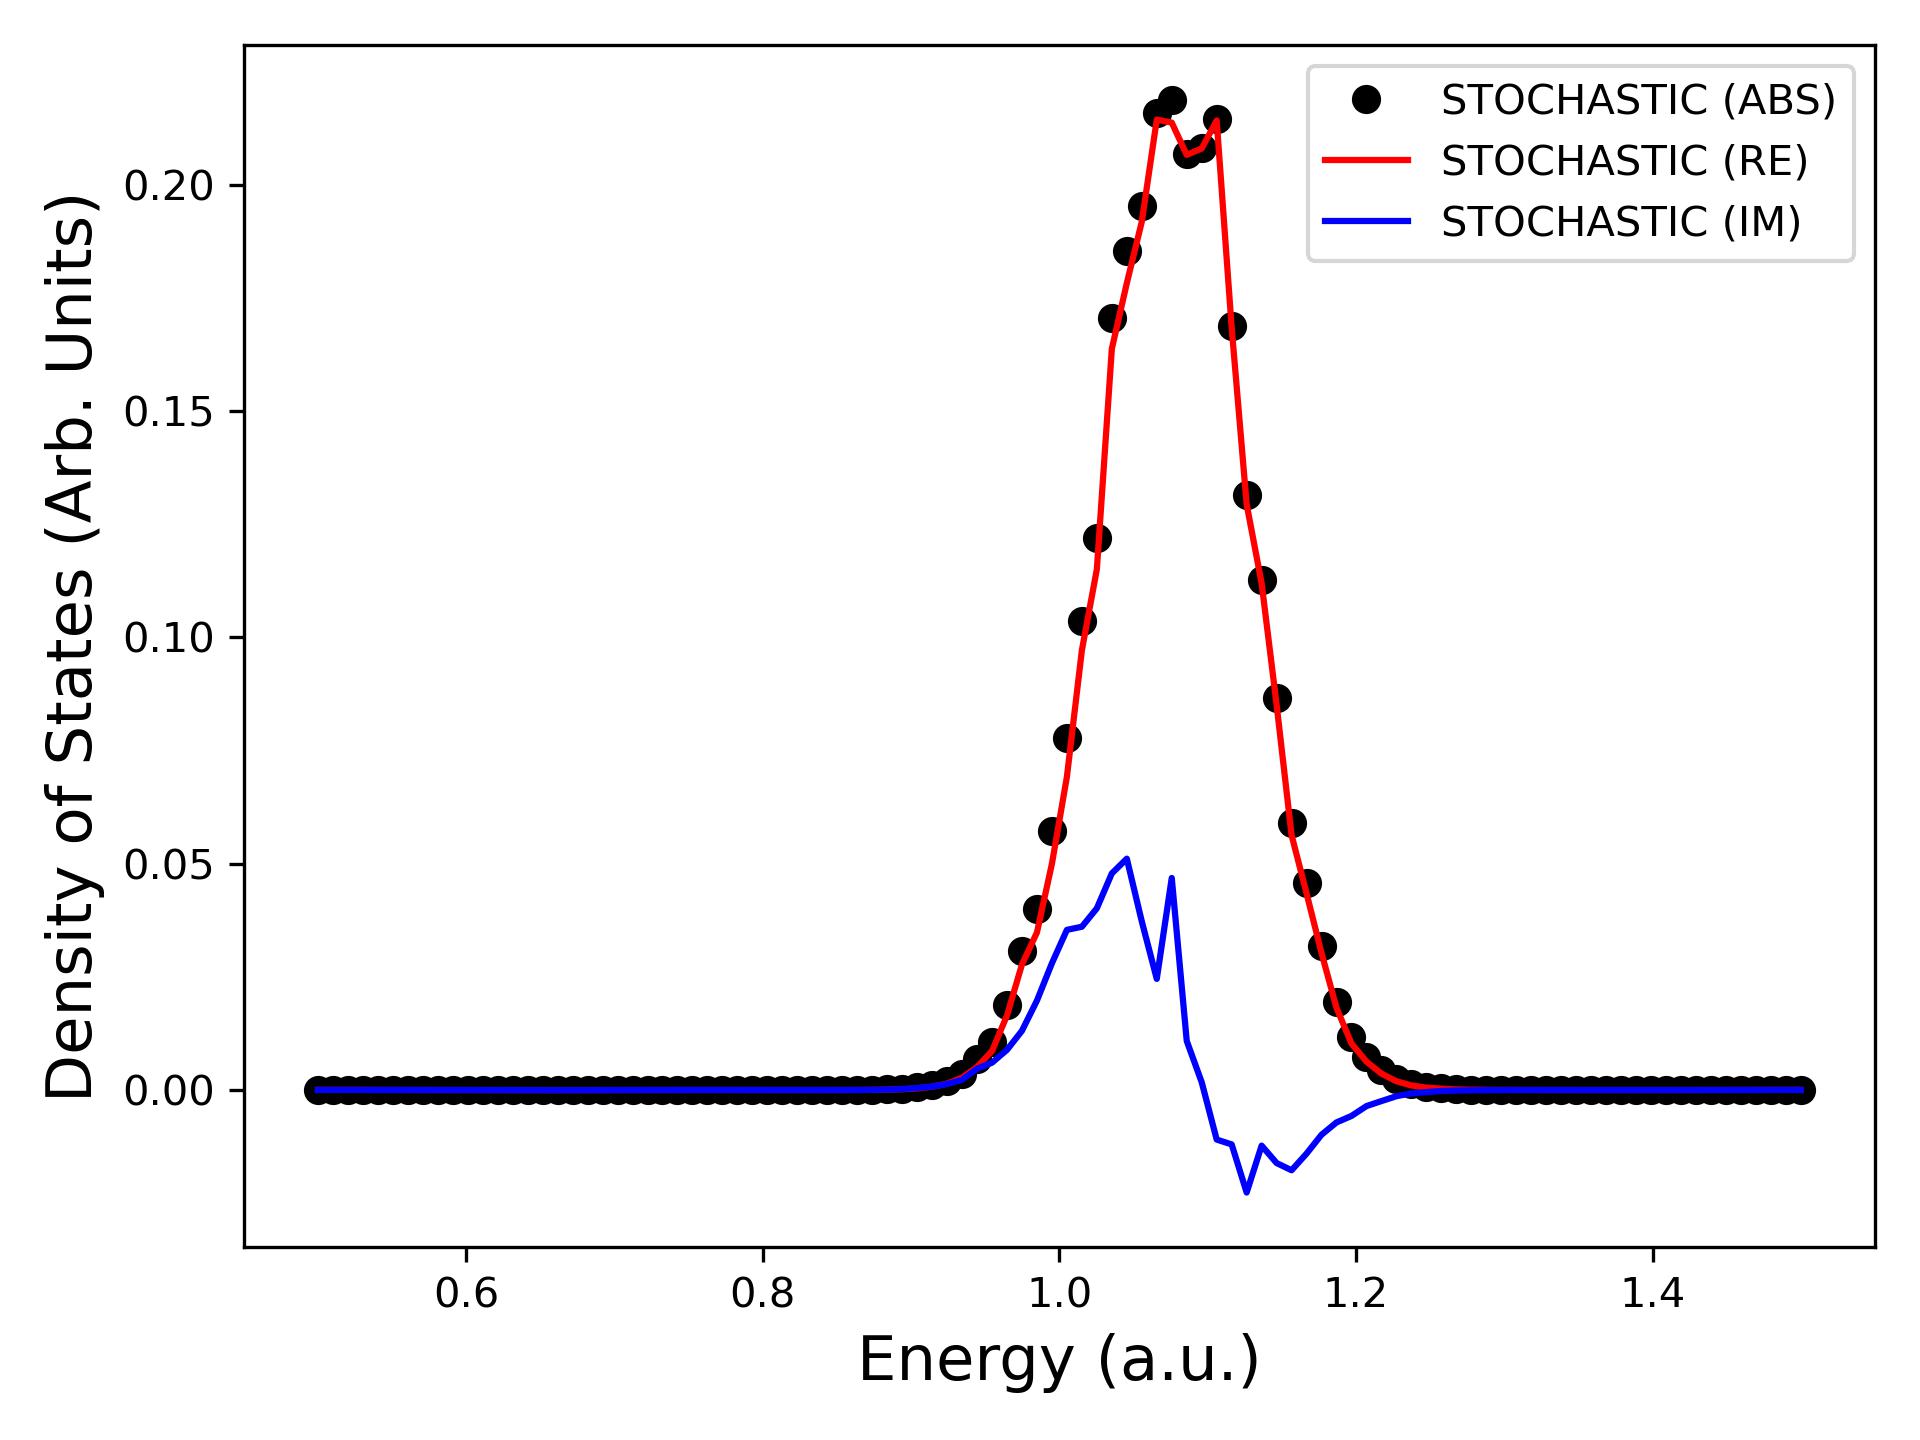 STOCHASTIC (ABS)
STOCHASTIC (RE)
STOCHASTIC (IM)
Density of States (Arb. Units)
0.20
0.15
0.10
0.05
0.00
0.6 0.8 1.0 1.2 1.4
Energy (a.u.)